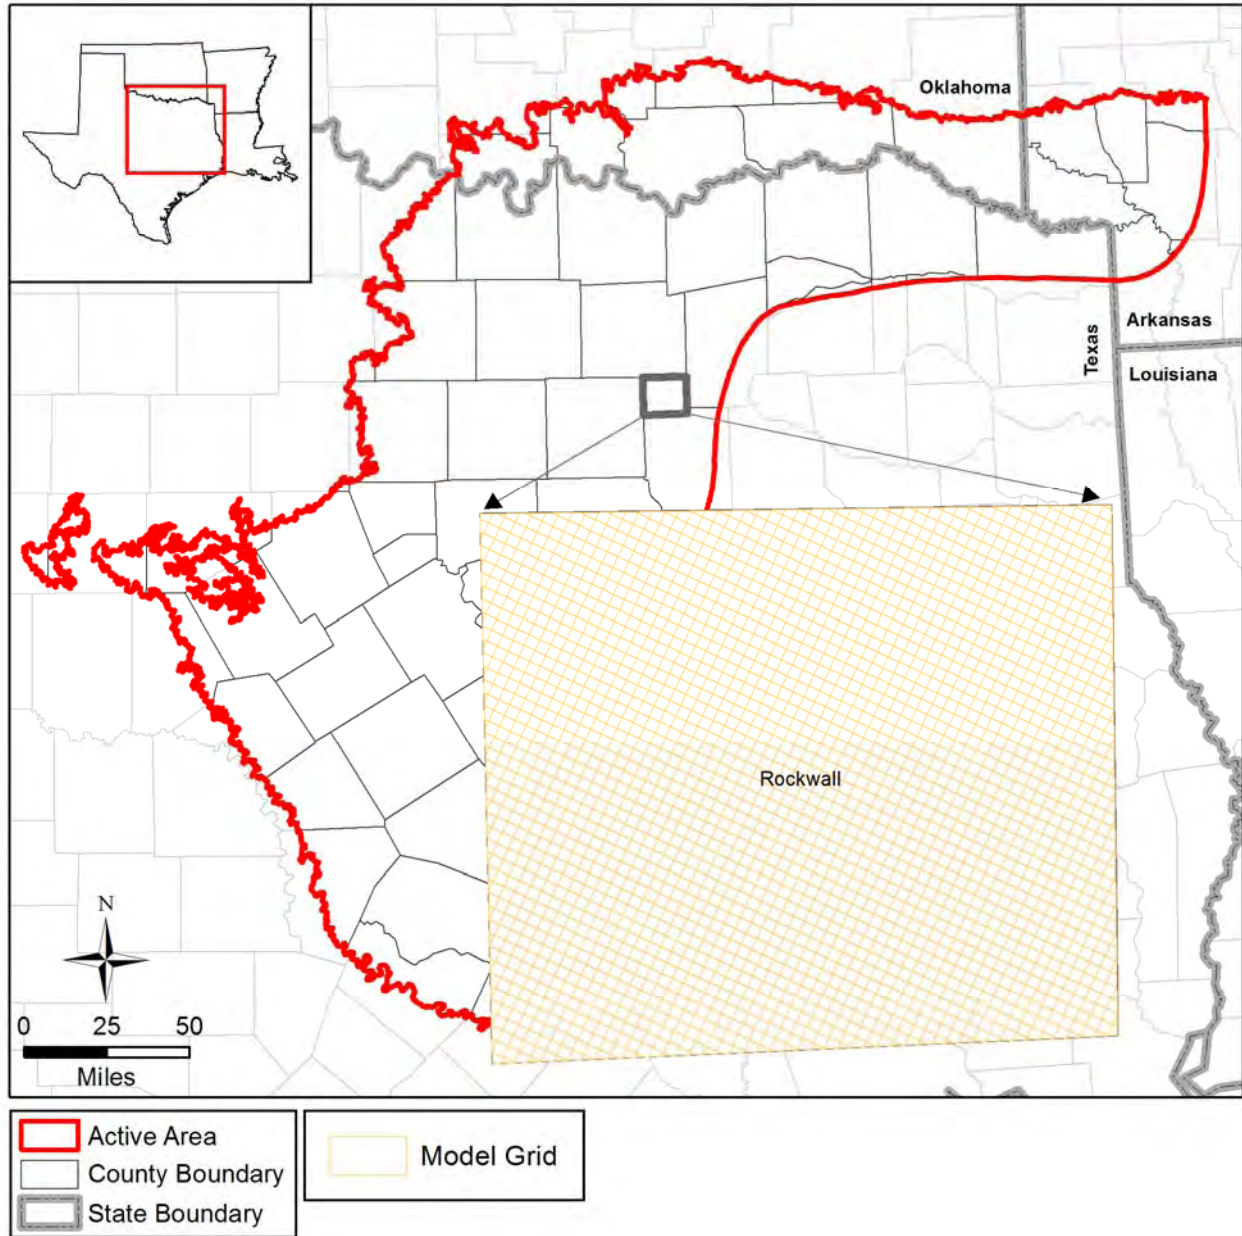 Oklahoma
Arkansas
Texas
Louisiana
Rockwall
N
0 25 50
Miles
Active Area
County Boundary
State Boundary
Model Grid